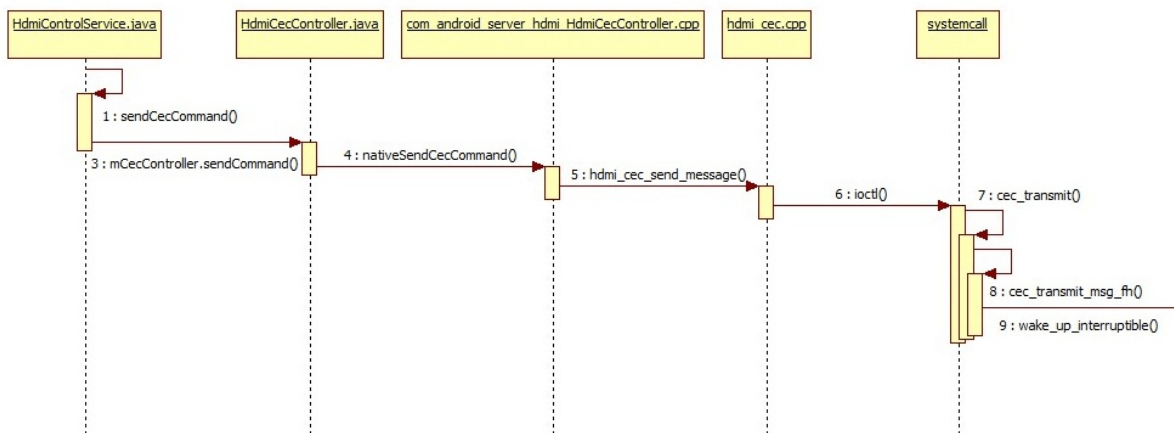 HdmiControlService.java
HdmiCecController.java
com_android_server_hdmi_HdmiCecController.cpp
hdmi_cec.cpp
systemcall
1 : sendCecCommand()
3 : mCecController.sendCommand()
4 : nativeSendCecCommand()
5 : hdmi_cec_send_message()
6 : ioctl()
7 : cec_transmit()
8 : cec_transmit_msg_fh()
9 : wake_up_interruptible()